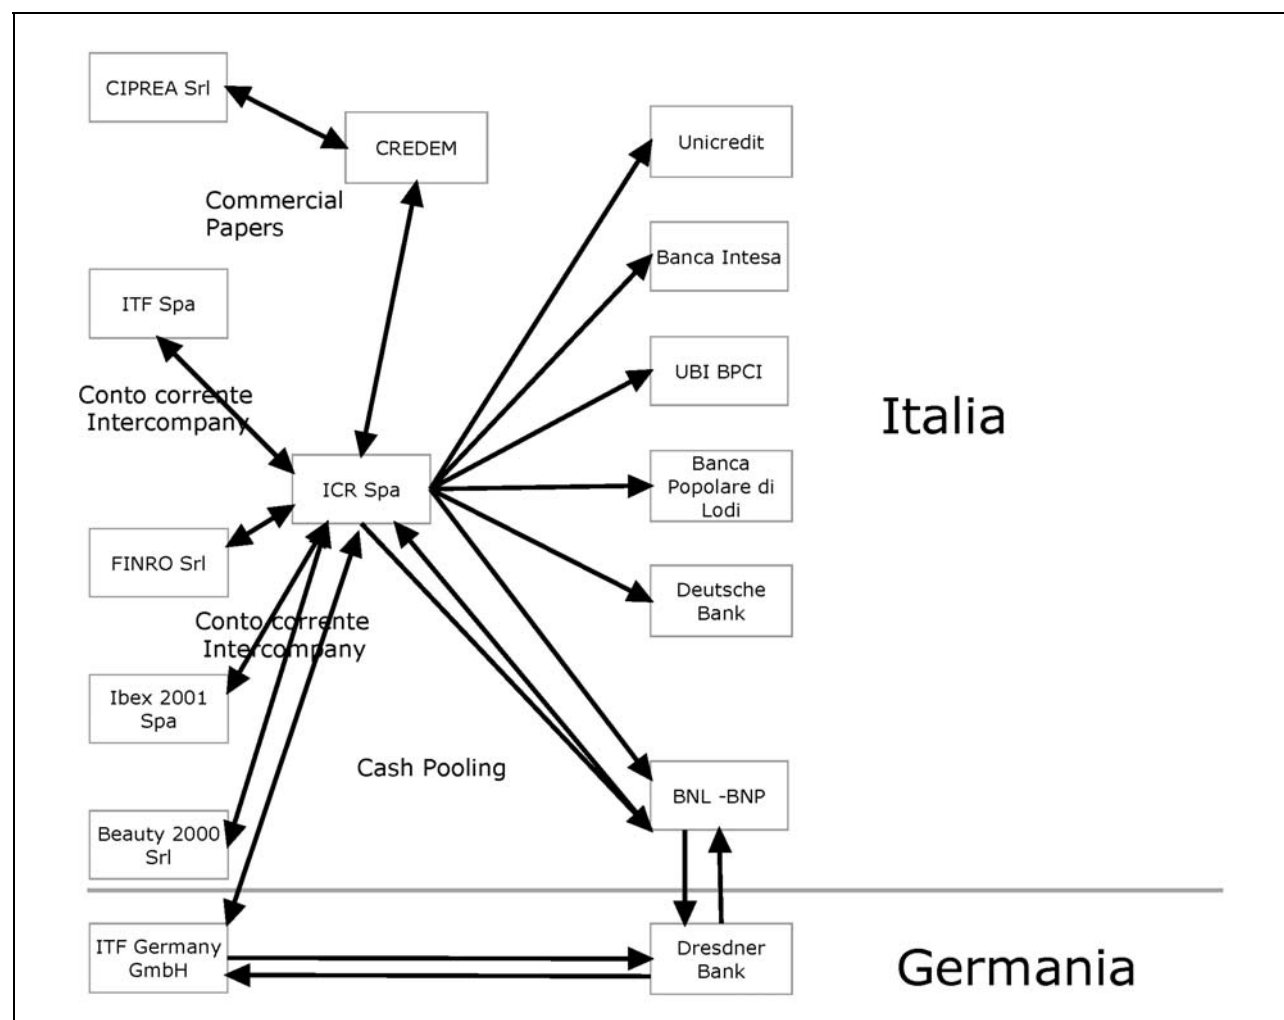 CIPREA Srl
CREDEM
Unicredit
Commercial
Papers
Banca Intesa
ITF Spa
UBI BPCI
Conto corrente
Intercompany
Italia
Banca
Popolare di
Lodi
ICR Spa
FINRO Srl
Deutsche
Bank
Conto corrente
Intercompany
Ibex 2001
Spa
Cash Pooling
BNL -BNP
Beauty 2000
Srl
ITF Germany
GmbH
Dresdner
Bank
Germania